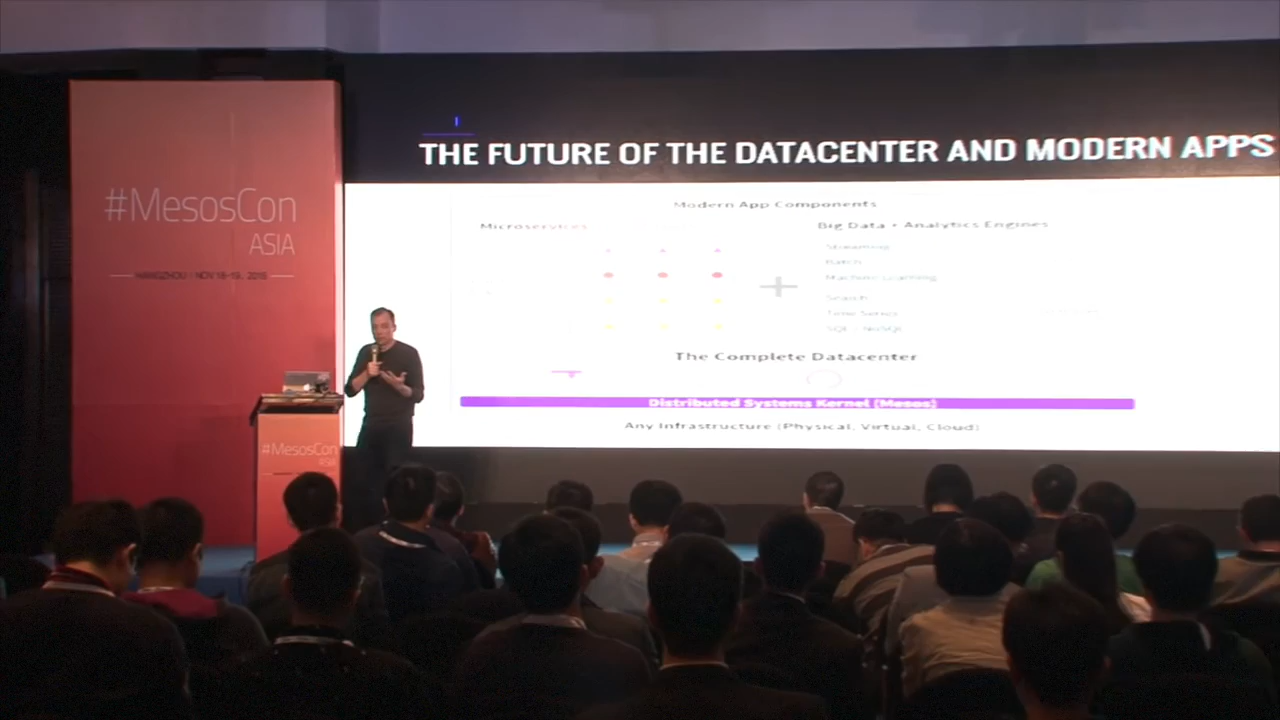 THE FUTURE OF THE DATACENTER AND MODERN APPS
#MesosCon
ASIA
HANGZHOU / NOV 18-19, 2016
Modern App Components
Microservices
Big Data + Analytics Engines
Streaming
Batch
Machine Learning
Search
Time Series
SQL / NoSQL
The Complete Datacenter
Distributed Systems Kernel (Mesos)
Any Infrastructure (Physical, Virtual, Cloud)
#MesosCon
ASIA